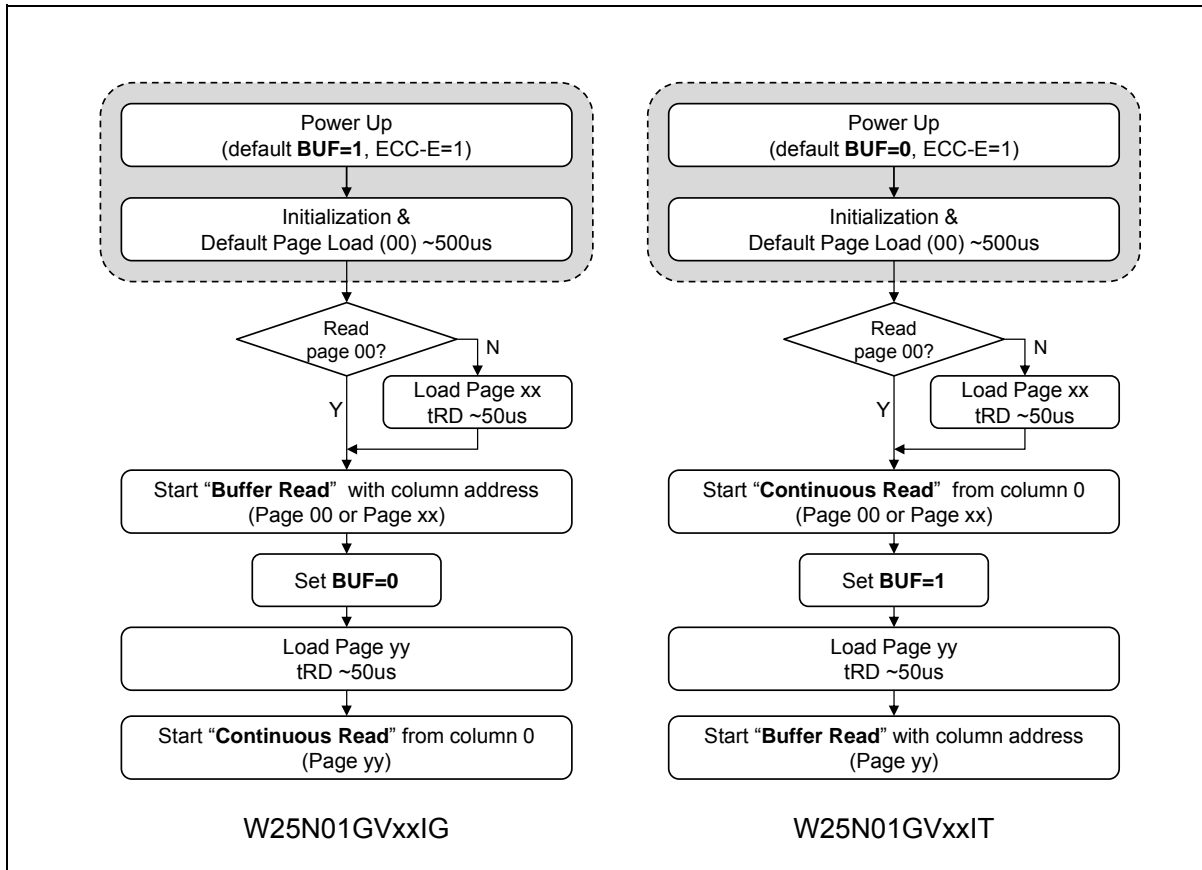 Power Up
(default BUF=1, ECC-E=1)
Initialization &
Default Page Load (00) ~500us
Read
page 00?
N
Load Page xx
tRD ~50us
Y
Start “Buffer Read” with column address
(Page 00 or Page xx)
Set BUF=0
Load Page yy
tRD ~50us
Start “Continuous Read” from column 0
(Page yy)
W25N01GVxxIG
Power Up
(default BUF=0, ECC-E=1)
Initialization &
Default Page Load (00) ~500us
Read
page 00?
N
Load Page xx
tRD ~50us
Y
Start “Continuous Read” from column 0
(Page 00 or Page xx)
Set BUF=1
Load Page yy
tRD ~50us
Start “Buffer Read” with column address
(Page yy)
W25N01GVxxIT